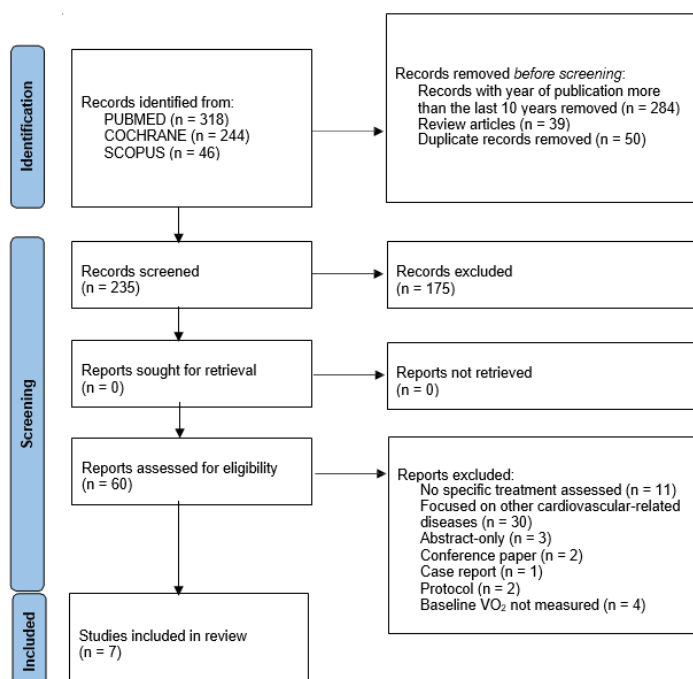 Identification
Records identified from:
PUBMED (n = 318)
COCHRANE (n = 244)
SCOPUS (n = 46)
Records removed before screening:
Records with year of publication more
than the last 10 years removed (n = 284)
Review articles (n = 39)
Duplicate records removed (n = 50)
Screening
Records screened
(n = 235)
Records excluded
(n = 175)
Reports sought for retrieval
(n = 0)
Reports not retrieved
(n = 0)
Reports assessed for eligibility
(n = 60)
Reports excluded:
No specific treatment assessed (n = 11)
Focused on other cardiovascular-related
diseases (n = 30)
Abstract-only (n = 3)
Conference paper (n = 2)
Case report (n = 1)
Protocol (n = 2)
Baseline VO₂ not measured (n = 4)
Included
Studies included in review
(n = 7)